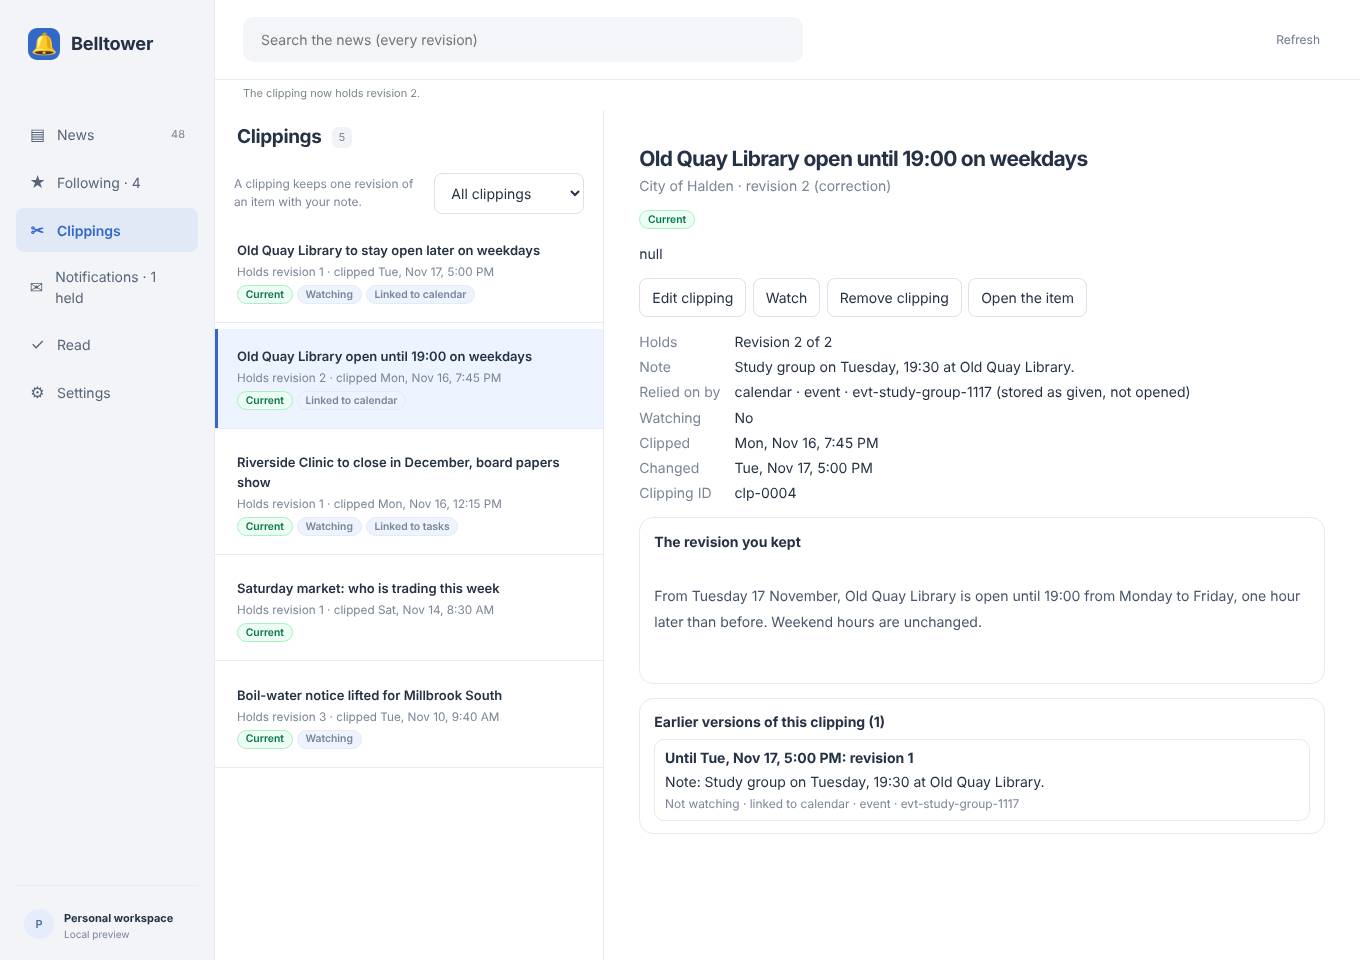 Belltower
News 48
Following · 4
Clippings
Notifications · 1
held
Read
Settings
P
Personal workspace
Local preview
Search the news (every revision)
Refresh
The clipping now holds revision 2.
Clippings 5
A clipping keeps one revision of
an item with your note.
All clippings
Old Quay Library to stay open later on weekdays
Holds revision 1 · clipped Tue, Nov 17, 5:00 PM
Current Watching Linked to calendar
Old Quay Library open until 19:00 on weekdays
Holds revision 2 · clipped Mon, Nov 16, 7:45 PM
Current Linked to calendar
Riverside Clinic to close in December, board papers
show
Holds revision 1 · clipped Mon, Nov 16, 12:15 PM
Current Watching Linked to tasks
Saturday market: who is trading this week
Holds revision 1 · clipped Sat, Nov 14, 8:30 AM
Current
Boil-water notice lifted for Millbrook South
Holds revision 3 · clipped Tue, Nov 10, 9:40 AM
Current Watching
Old Quay Library open until 19:00 on weekdays
City of Halden · revision 2 (correction)
Current
null
Edit clipping Watch Remove clipping Open the item
Holds Revision 2 of 2
Note Study group on Tuesday, 19:30 at Old Quay Library.
Relied on by calendar · event · evt-study-group-1117 (stored as given, not opened)
Watching No
Clipped Mon, Nov 16, 7:45 PM
Changed Tue, Nov 17, 5:00 PM
Clipping ID clp-0004
The revision you kept
From Tuesday 17 November, Old Quay Library is open until 19:00 from Monday to Friday, one hour
later than before. Weekend hours are unchanged.
Earlier versions of this clipping (1)
Until Tue, Nov 17, 5:00 PM: revision 1
Note: Study group on Tuesday, 19:30 at Old Quay Library.
Not watching · linked to calendar · event · evt-study-group-1117